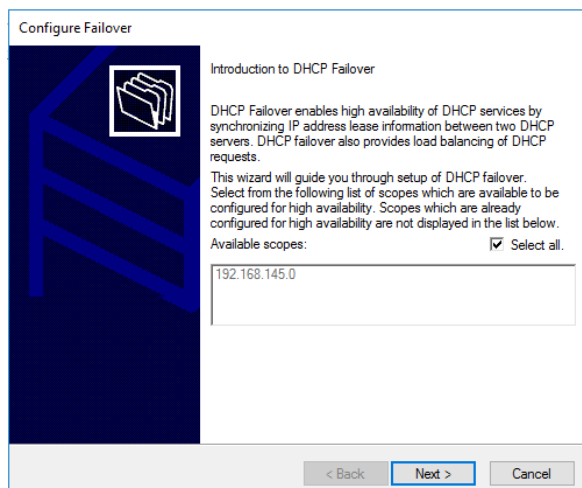 Configure Failover
Introduction to DHCP Failover
DHCP Failover enables high availability of DHCP services by
synchronizing IP address lease information between two DHCP
servers. DHCP failover also provides load balancing of DHCP
requests.
This wizard will guide you through setup of DHCP failover.
Select from the following list of scopes which are available to be
configured for high availability. Scopes which are already
configured for high availability are not displayed in the list below.
Available scopes: Select all.
192.168.145.0
< Back Next > Cancel